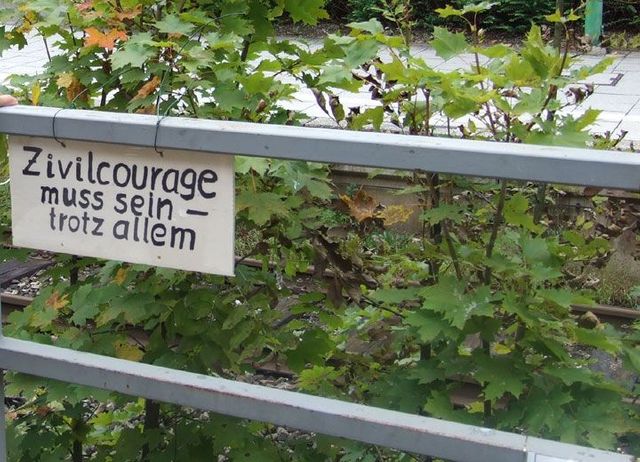 Zivilcourage
muss sein –
trotz allem